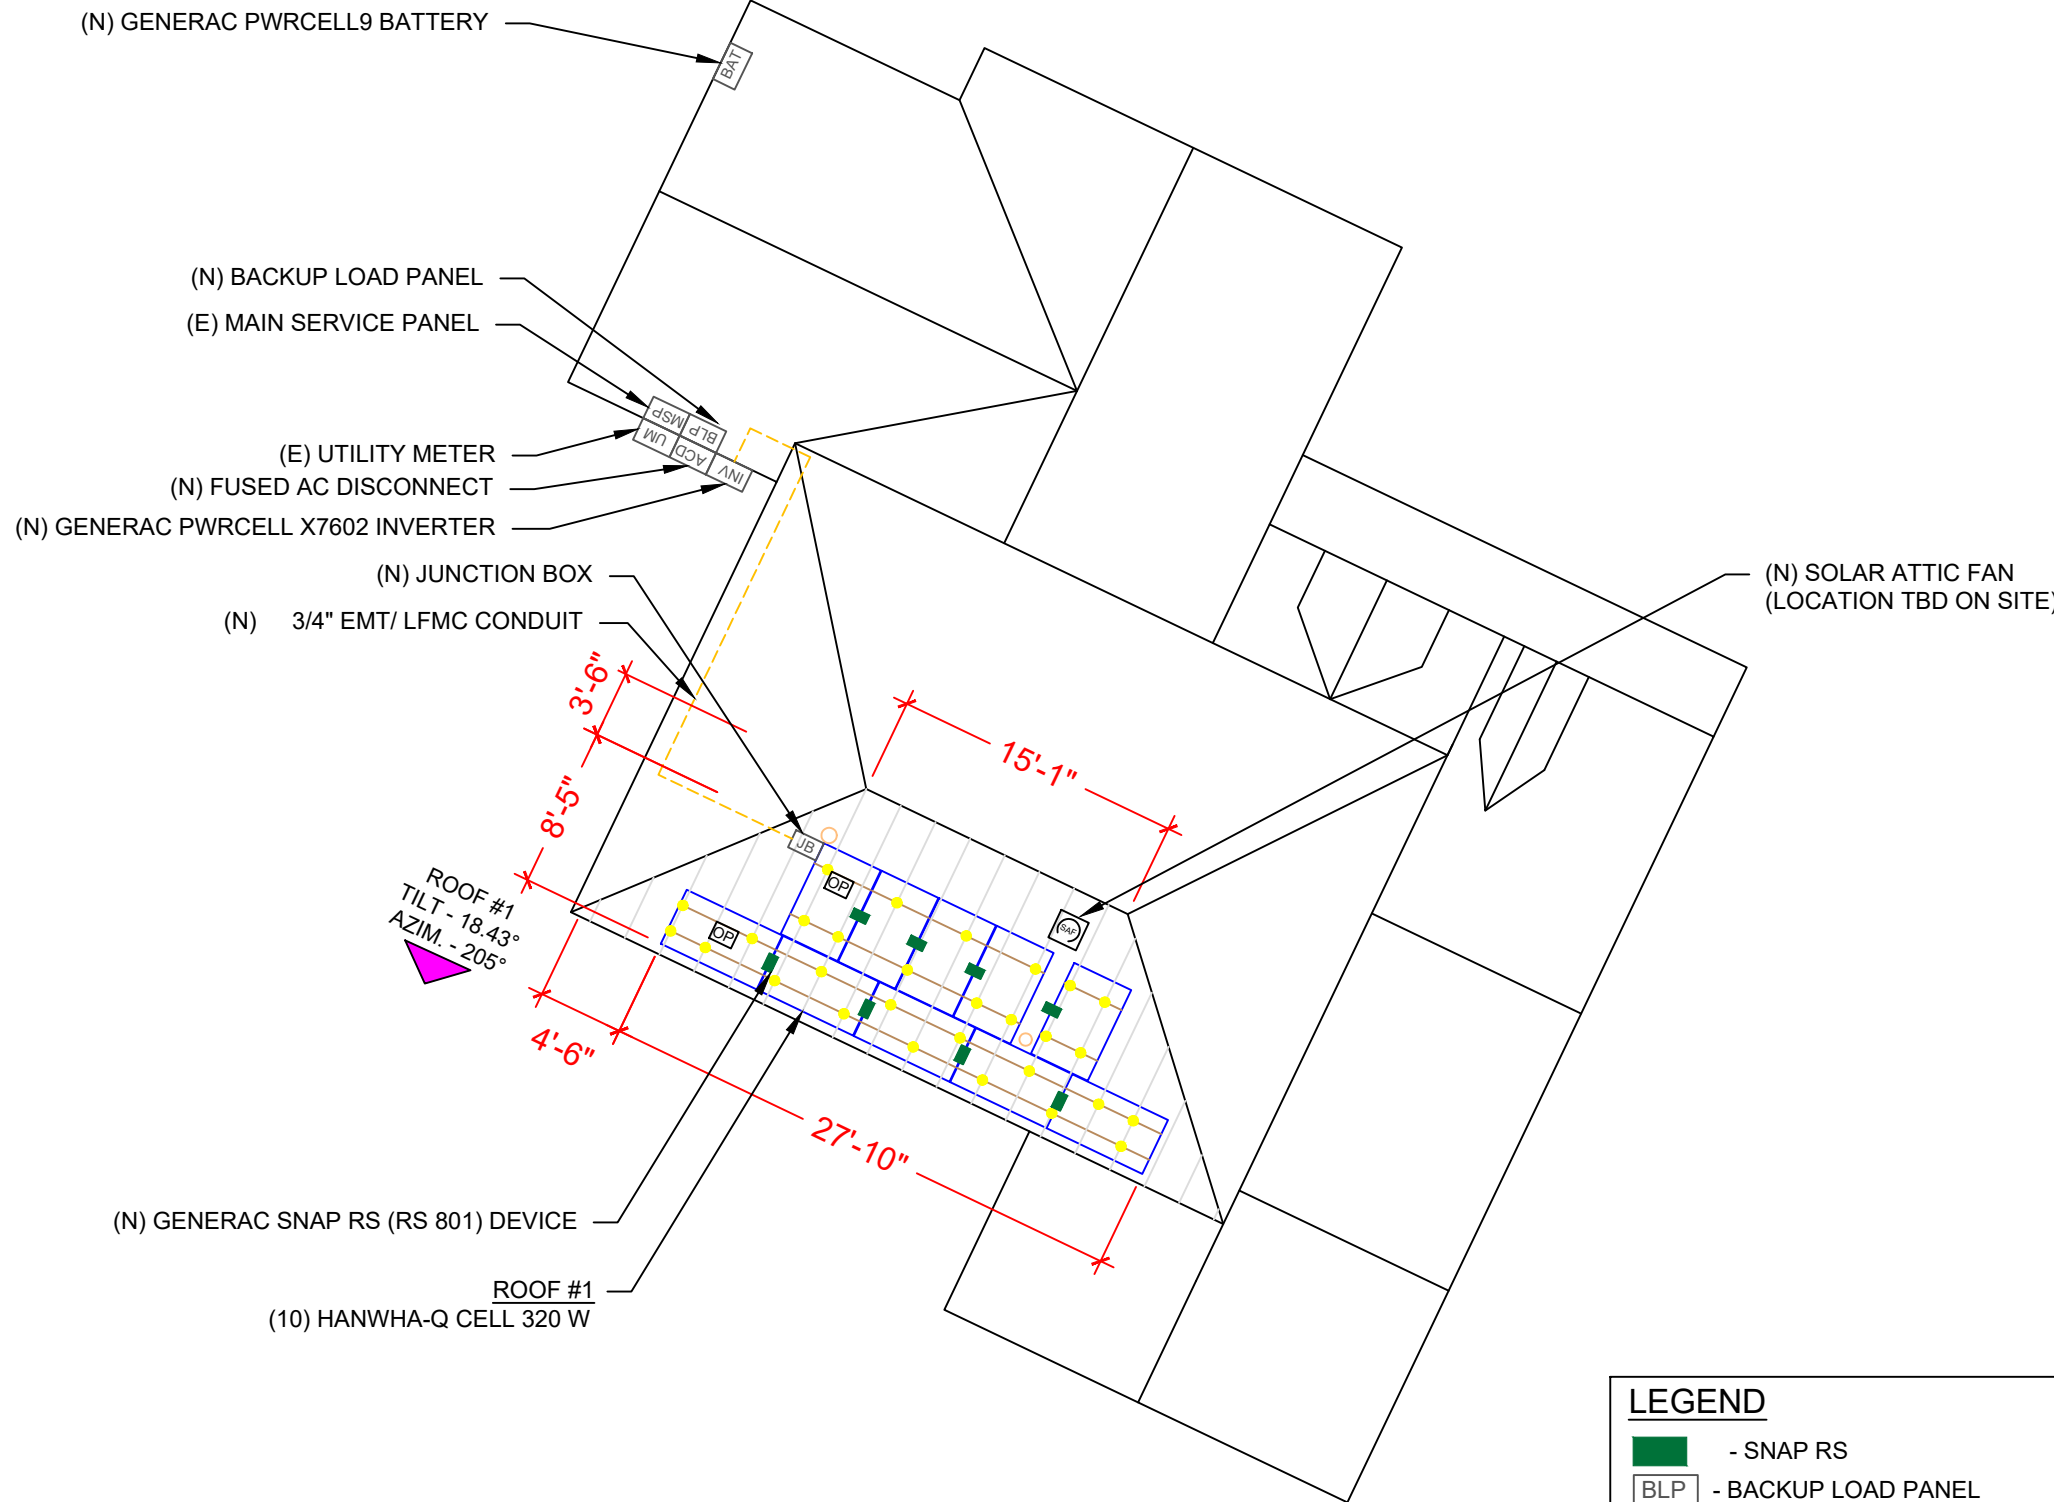 (N) GENERAC PWRCELL9 BATTERY
BAT
(N) BACKUP LOAD PANEL
(E) MAIN SERVICE PANEL
MSP
BLP
UM
ACD
INV
(E) UTILITY METER
(N) FUSED AC DISCONNECT
(N) GENERAC PWRCELL X7602 INVERTER
(N) JUNCTION BOX
(N) 3/4" EMT/ LFMC CONDUIT
(N) SOLAR ATTIC FAN
(LOCATION TBD ON SITE)
3'-6"
15'-1"
8'-5"
JB
OP
OP
SAF
ROOF #1
TILT - 18.43°
AZIM. - 205°
4'-6"
27'-10"
(N) GENERAC SNAP RS (RS 801) DEVICE
ROOF #1
(10) HANWHA-Q CELL 320 W
LEGEND
- SNAP RS
BLP - BACKUP LOAD PANEL